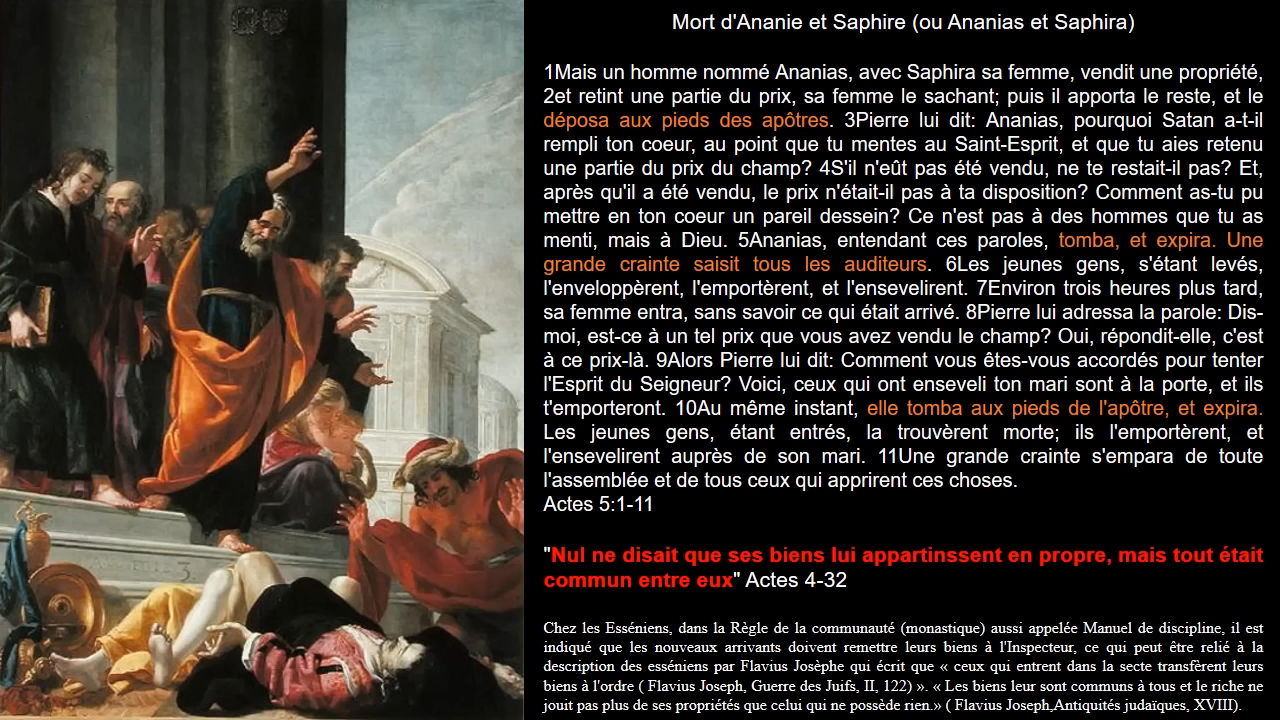 Mort d'Ananie et Saphire (ou Ananias et Saphira)
1Mais un homme nommé Ananias, avec Saphira sa femme, vendit une propriété,
2et retint une partie du prix, sa femme le sachant; puis il apporta le reste, et le
déposa aux pieds des apôtres. 3Pierre lui dit: Ananias, pourquoi Satan a-t-il
rempli ton coeur, au point que tu mentes au Saint-Esprit, et que tu aies retenu
une partie du prix du champ? 4S'il n'eût pas été vendu, ne te restait-il pas? Et,
après qu'il a été vendu, le prix n'était-il pas à ta disposition? Comment as-tu pu
mettre en ton coeur un pareil dessein? Ce n'est pas à des hommes que tu as
menti, mais à Dieu. 5Ananias, entendant ces paroles, tomba, et expira. Une
grande crainte saisit tous les auditeurs. 6Les jeunes gens, s'étant levés,
l'enveloppèrent, l'emportèrent, et l'ensevelirent. 7Environ trois heures plus tard,
sa femme entra, sans savoir ce qui était arrivé. 8Pierre lui adressa la parole: Dis-
moi, est-ce à un tel prix que vous avez vendu le champ? Oui, répondit-elle, c'est
à ce prix-là. 9Alors Pierre lui dit: Comment vous êtes-vous accordés pour tenter
l'Esprit du Seigneur? Voici, ceux qui ont enseveli ton mari sont à la porte, et ils
t'emporteront. 10Au même instant, elle tomba aux pieds de l'apôtre, et expira.
Les jeunes gens, étant entrés, la trouvèrent morte; ils l'emportèrent, et
l'ensevelirent auprès de son mari. 11Une grande crainte s'empara de toute
l'assemblée et de tous ceux qui apprirent ces choses.
Actes 5:1-11
"Nul ne disait que ses biens lui appartinssent en propre, mais tout était
commun entre eux" Actes 4-32
Chez les Esséniens, dans la Règle de la communauté (monastique) aussi appelée Manuel de discipline, il est
indiqué que les nouveaux arrivants doivent remettre leurs biens à l'Inspecteur, ce qui peut être relié à la
description des esséniens par Flavius Josèphe qui écrit que « ceux qui entrent dans la secte transfèrent leurs
biens à l'ordre ( Flavius Joseph, Guerre des Juifs, II, 122) ». « Les biens leur sont communs à tous et le riche ne
jouit pas plus de ses propriétés que celui qui ne possède rien.» ( Flavius Joseph,Antiquités judaïques, XVIII).